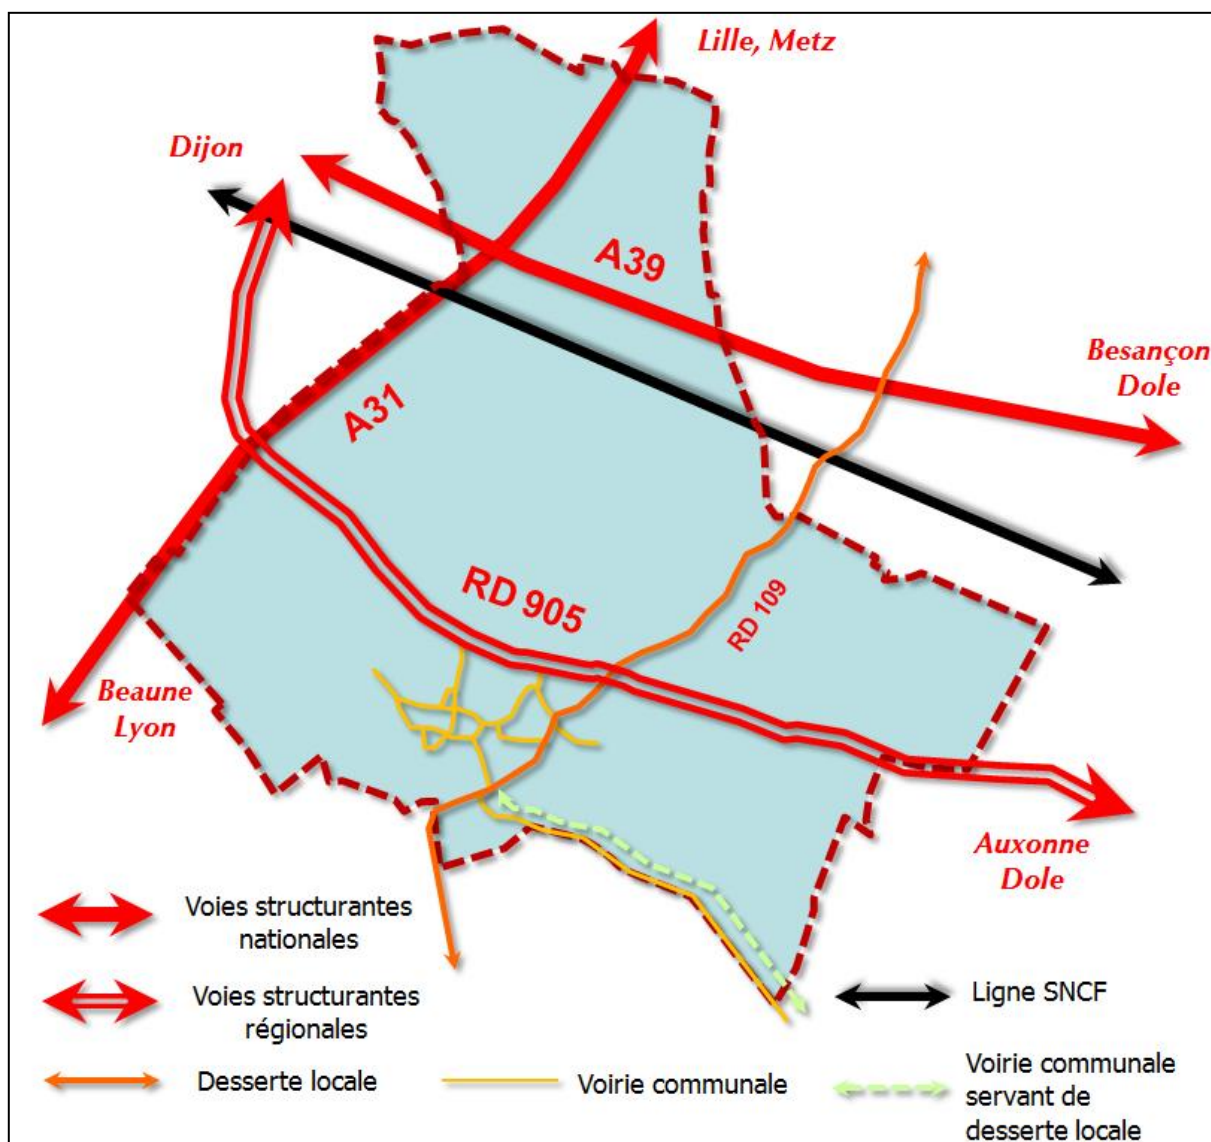 Lille, Metz
Dijon
A39
Besançon
Dole
A31
RD 905
RD 109
Beaune
Lyon
Auxonne
Dole
Voies structurantes
nationales
Voies structurantes
régionales
Ligne SNCF
Desserte locale
Voirie communale
Voirie communale
servant de
desserte locale